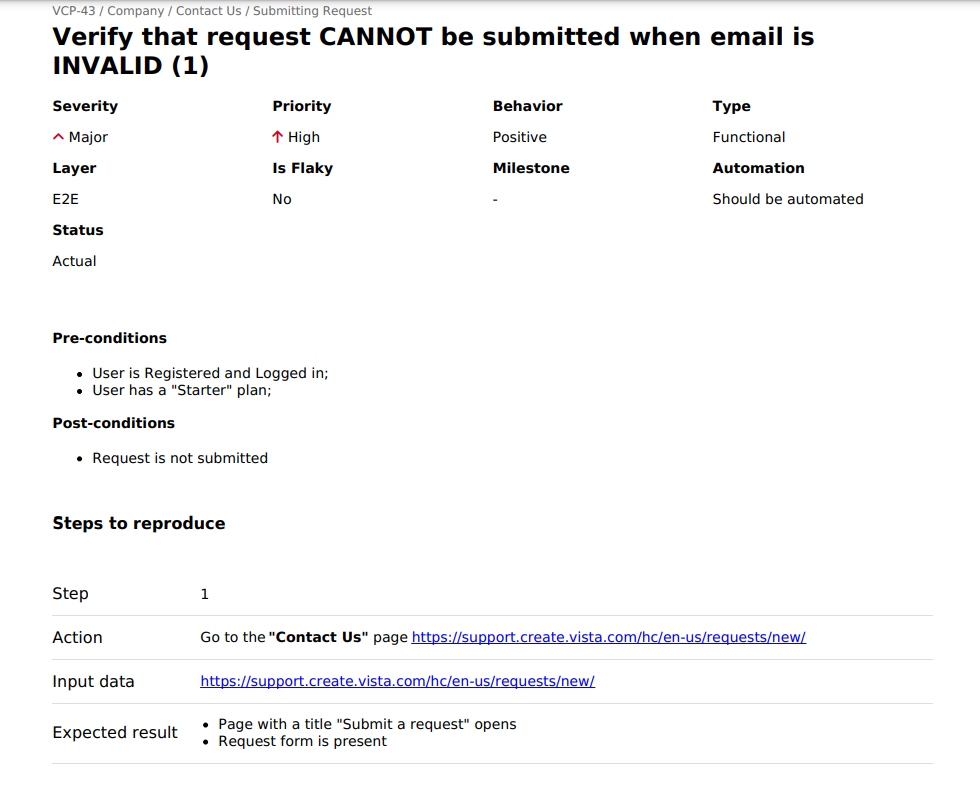 VCP-43 / Company / Contact Us / Submitting Request
Verify that request CANNOT be submitted when email is
INVALID (1)
Severity Priority Behavior Type
Major High Positive Functional
Layer Is Flaky Milestone Automation
E2E No - Should be automated
Status
Actual
Pre-conditions
• User is Registered and Logged in;
• User has a "Starter" plan;
Post-conditions
• Request is not submitted
Steps to reproduce
Step 1
Action Go to the "Contact Us" page https://support.create.vista.com/hc/en-us/requests/new/
Input data https://support.create.vista.com/hc/en-us/requests/new/
Expected result • Page with a title "Submit a request" opens
• Request form is present